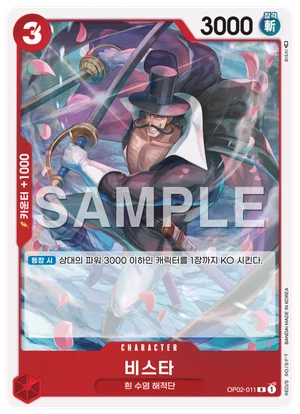 3
3000
참격
斬
카운터 +1000
SAMPLE
등장 시 상대의 파워 3000 이하인 캐릭터를 1장까지 KO 시킨다.
CHARACTER
비스타
흰 수염 해적단
OP02-011 R 1
BANDAI MADE IN KOREA